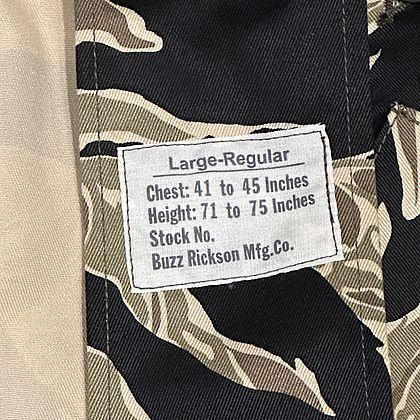 Large-Regular
Chest: 41 to 45 Inches
Height: 71 to 75 Inches
Stock No.
Buzz Rickson Mfg.Co.